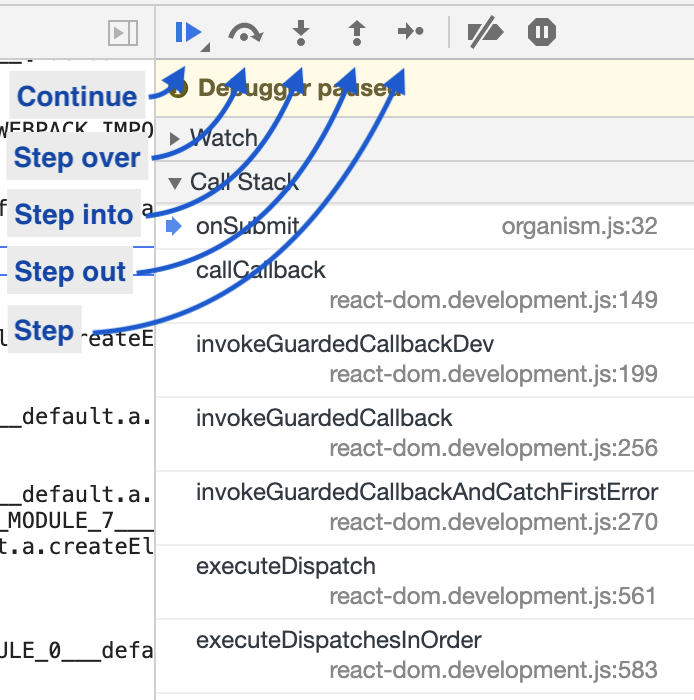 Continue
Step over
Step into
Step out
Step
Debugger paused
Watch
Call Stack
onSubmit organism.js:32
callCallback
react-dom.development.js:149
invokeGuardedCallbackDev
react-dom.development.js:199
invokeGuardedCallback
react-dom.development.js:256
invokeGuardedCallbackAndCatchFirstError
react-dom.development.js:270
executeDispatch
react-dom.development.js:561
executeDispatchesInOrder
react-dom.development.js:583
WEBPACK_IMPO
a
.createE
__default.a.
__default.a.
_MODULE_7___
t.a.createEl
ULE_0___defa